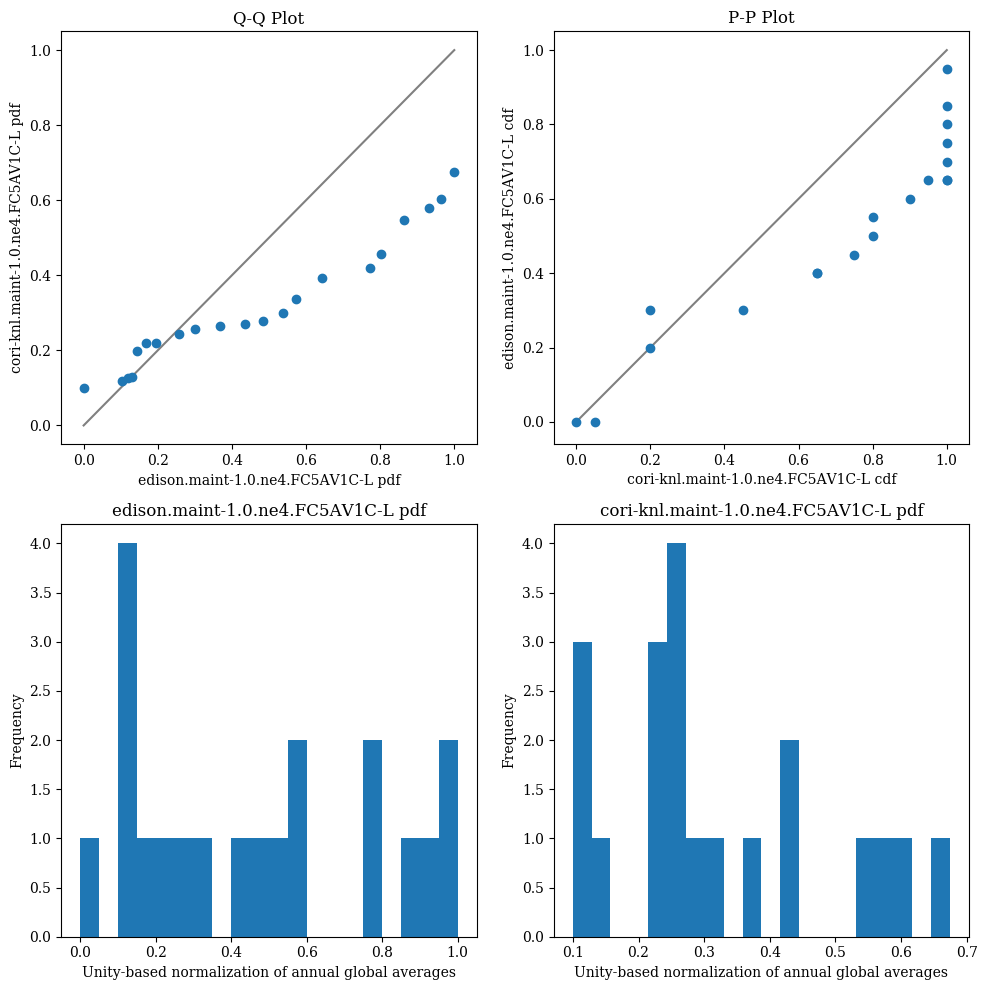 Q-Q Plot
1.0
0.8
0.6
0.4
0.2
0.0
cori-knl.maint-1.0.ne4.FC5AV1C-L pdf
0.0 0.2 0.4 0.6 0.8 1.0
edison.maint-1.0.ne4.FC5AV1C-L pdf
P-P Plot
1.0
0.8
0.6
0.4
0.2
0.0
edison.maint-1.0.ne4.FC5AV1C-L cdf
0.0 0.2 0.4 0.6 0.8 1.0
cori-knl.maint-1.0.ne4.FC5AV1C-L cdf
edison.maint-1.0.ne4.FC5AV1C-L pdf
4.0
3.5
3.0
2.5
2.0
1.5
1.0
0.5
0.0
Frequency
0.0 0.2 0.4 0.6 0.8 1.0
Unity-based normalization of annual global averages
cori-knl.maint-1.0.ne4.FC5AV1C-L pdf
4.0
3.5
3.0
2.5
2.0
1.5
1.0
0.5
0.0
Frequency
0.1 0.2 0.3 0.4 0.5 0.6 0.7
Unity-based normalization of annual global averages